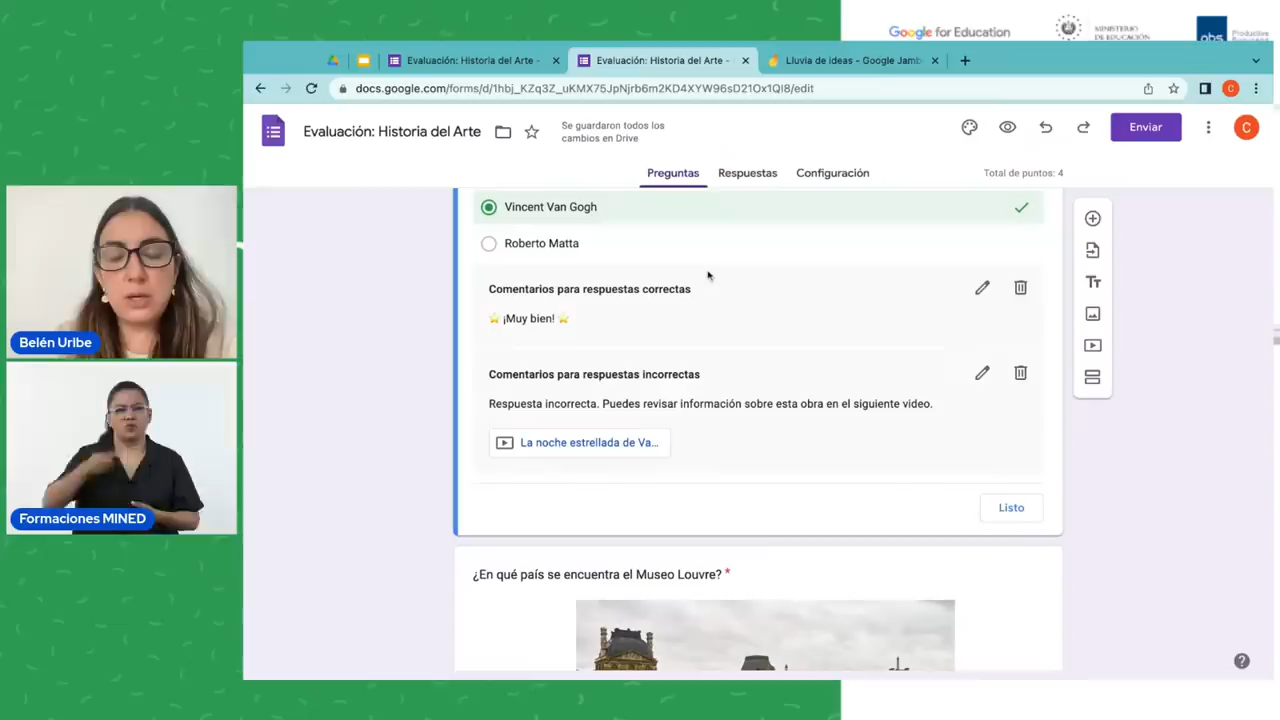 Google for Education
MINISTERIO
DE EDUCACIÓN
abs
Evaluación: Historia del Arte -
Evaluación: Historia del Arte -
Lluvia de ideas - Google Jamb
docs.google.com/forms/d/1hbj_KZq3Z_uKMX75JpNjrb6m2KD4XYW96sD21Ox1QI8/edit
C
Evaluación: Historia del Arte
Se guardaron todos los
cambios en Drive
Enviar
C
Preguntas
Respuestas
Configuración
Total de puntos: 4
Vincent Van Gogh
Roberto Matta
Comentarios para respuestas correctas
⭐ ¡Muy bien! ⭐
Comentarios para respuestas incorrectas
Respuesta incorrecta. Puedes revisar información sobre esta obra en el siguiente video.
La noche estrellada de Va...
Listo
¿En qué país se encuentra el Museo Louvre? *
Tт
Belén Uribe
Formaciones MINED